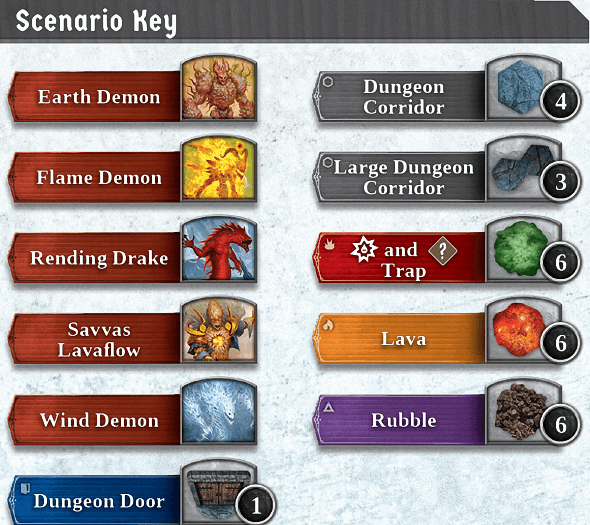 Scenario Key
Earth Demon
Flame Demon
Rending Drake
Savvas
Lavaflow
Wind Demon
Dungeon Door
1
Dungeon
Corridor
4
Large Dungeon
Corridor
3
and ?
Trap
6
Lava
6
Rubble
6